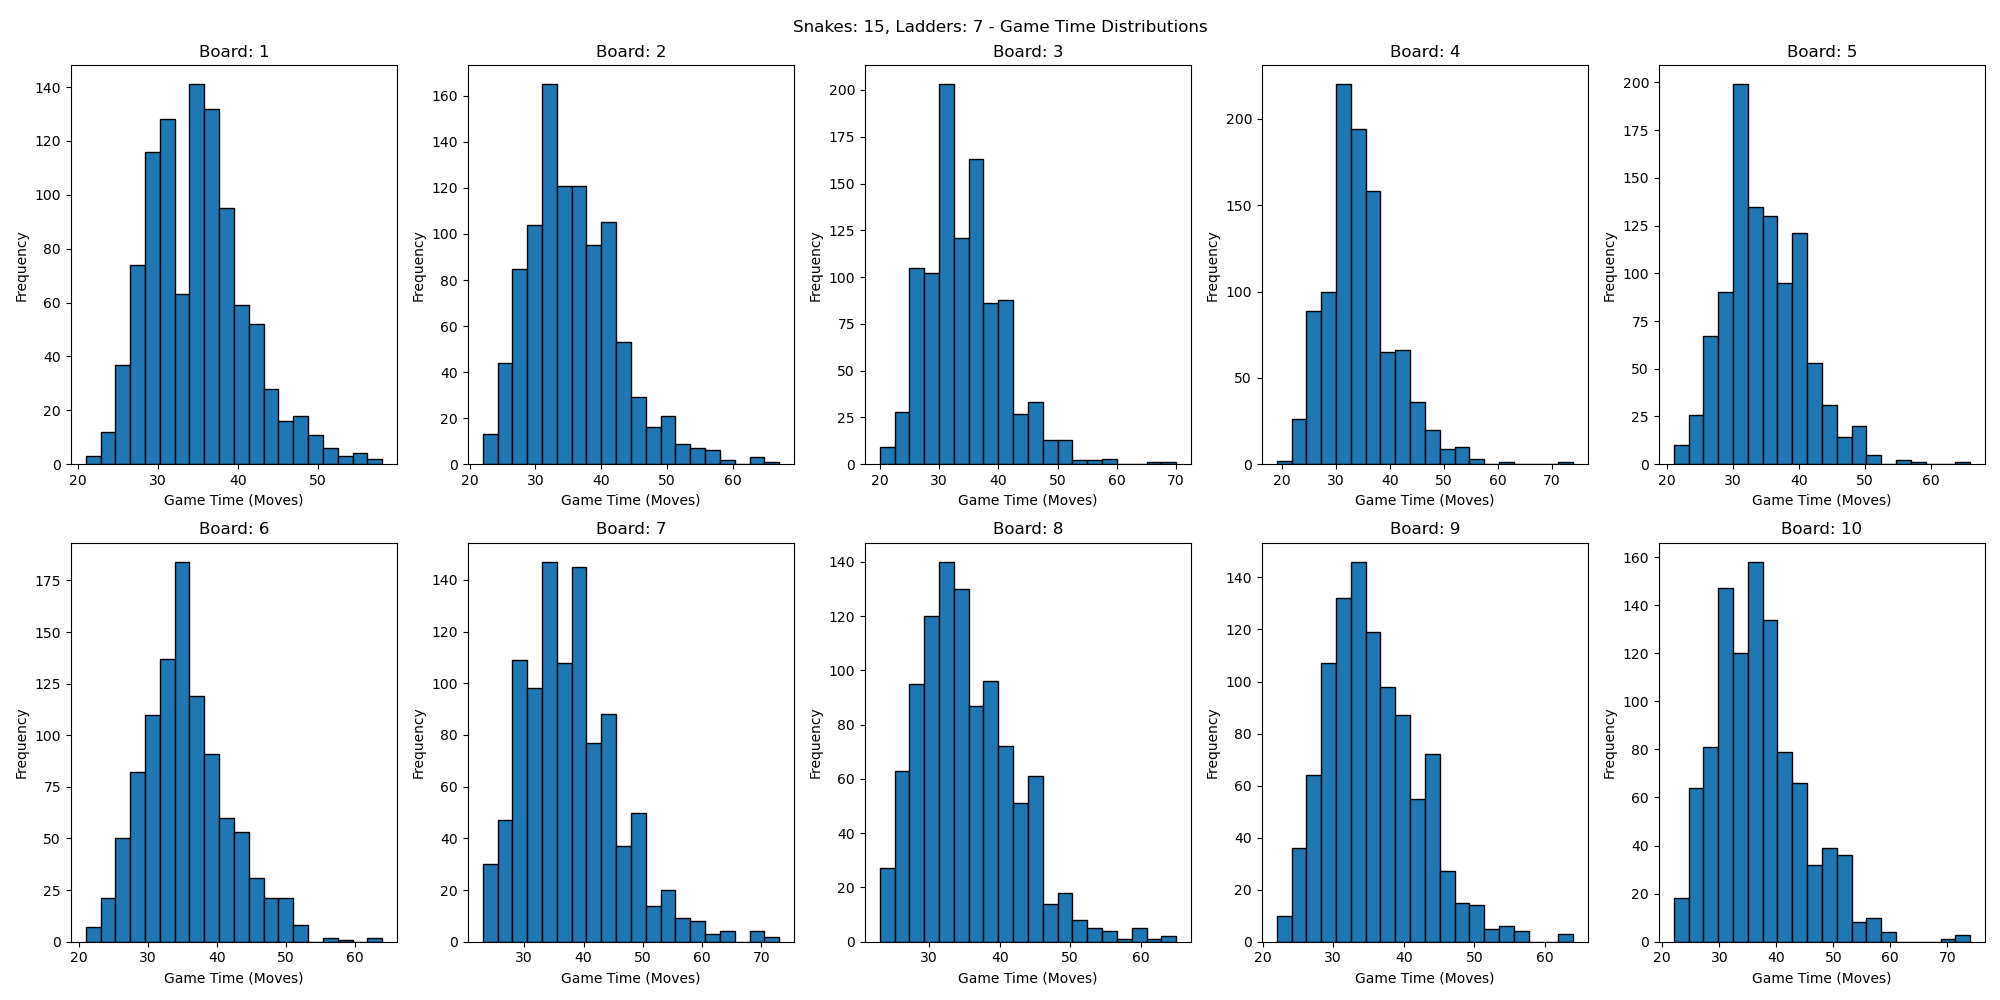 Snakes: 15, Ladders: 7 - Game Time Distributions
Board: 1
140
120
100
80
60
40
20
0
Frequency
20 30 40 50
Game Time (Moves)
Board: 2
160
140
120
100
80
60
40
20
0
Frequency
20 30 40 50 60
Game Time (Moves)
Board: 3
200
175
150
125
100
75
50
25
0
Frequency
20 30 40 50 60 70
Game Time (Moves)
Board: 4
200
150
100
50
0
Frequency
20 30 40 50 60 70
Game Time (Moves)
Board: 5
200
175
150
125
100
75
50
25
0
Frequency
20 30 40 50 60
Game Time (Moves)
Board: 6
175
150
125
100
75
50
25
0
Frequency
20 30 40 50 60
Game Time (Moves)
Board: 7
140
120
100
80
60
40
20
0
Frequency
30 40 50 60 70
Game Time (Moves)
Board: 8
140
120
100
80
60
40
20
0
Frequency
30 40 50 60
Game Time (Moves)
Board: 9
140
120
100
80
60
40
20
0
Frequency
20 30 40 50 60
Game Time (Moves)
Board: 10
160
140
120
100
80
60
40
20
0
Frequency
20 30 40 50 60 70
Game Time (Moves)